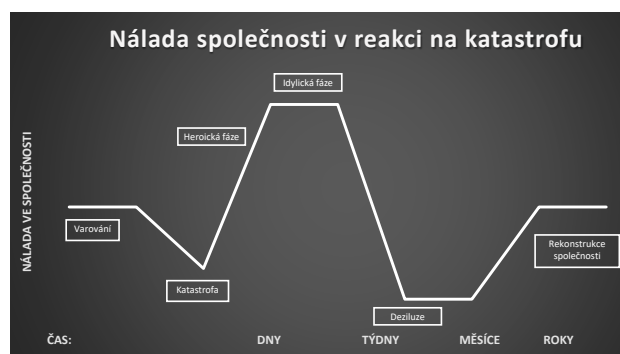 Nálada společnosti v reakci na katastrofu
Idylická fáze
Heroická fáze
NÁLADA VE SPOLEČNOSTI
Varování
Rekonstrukce
společnosti
Katastrofa
Deziluze
ČAS: DNY TÝDNY MĚSÍCE ROKY